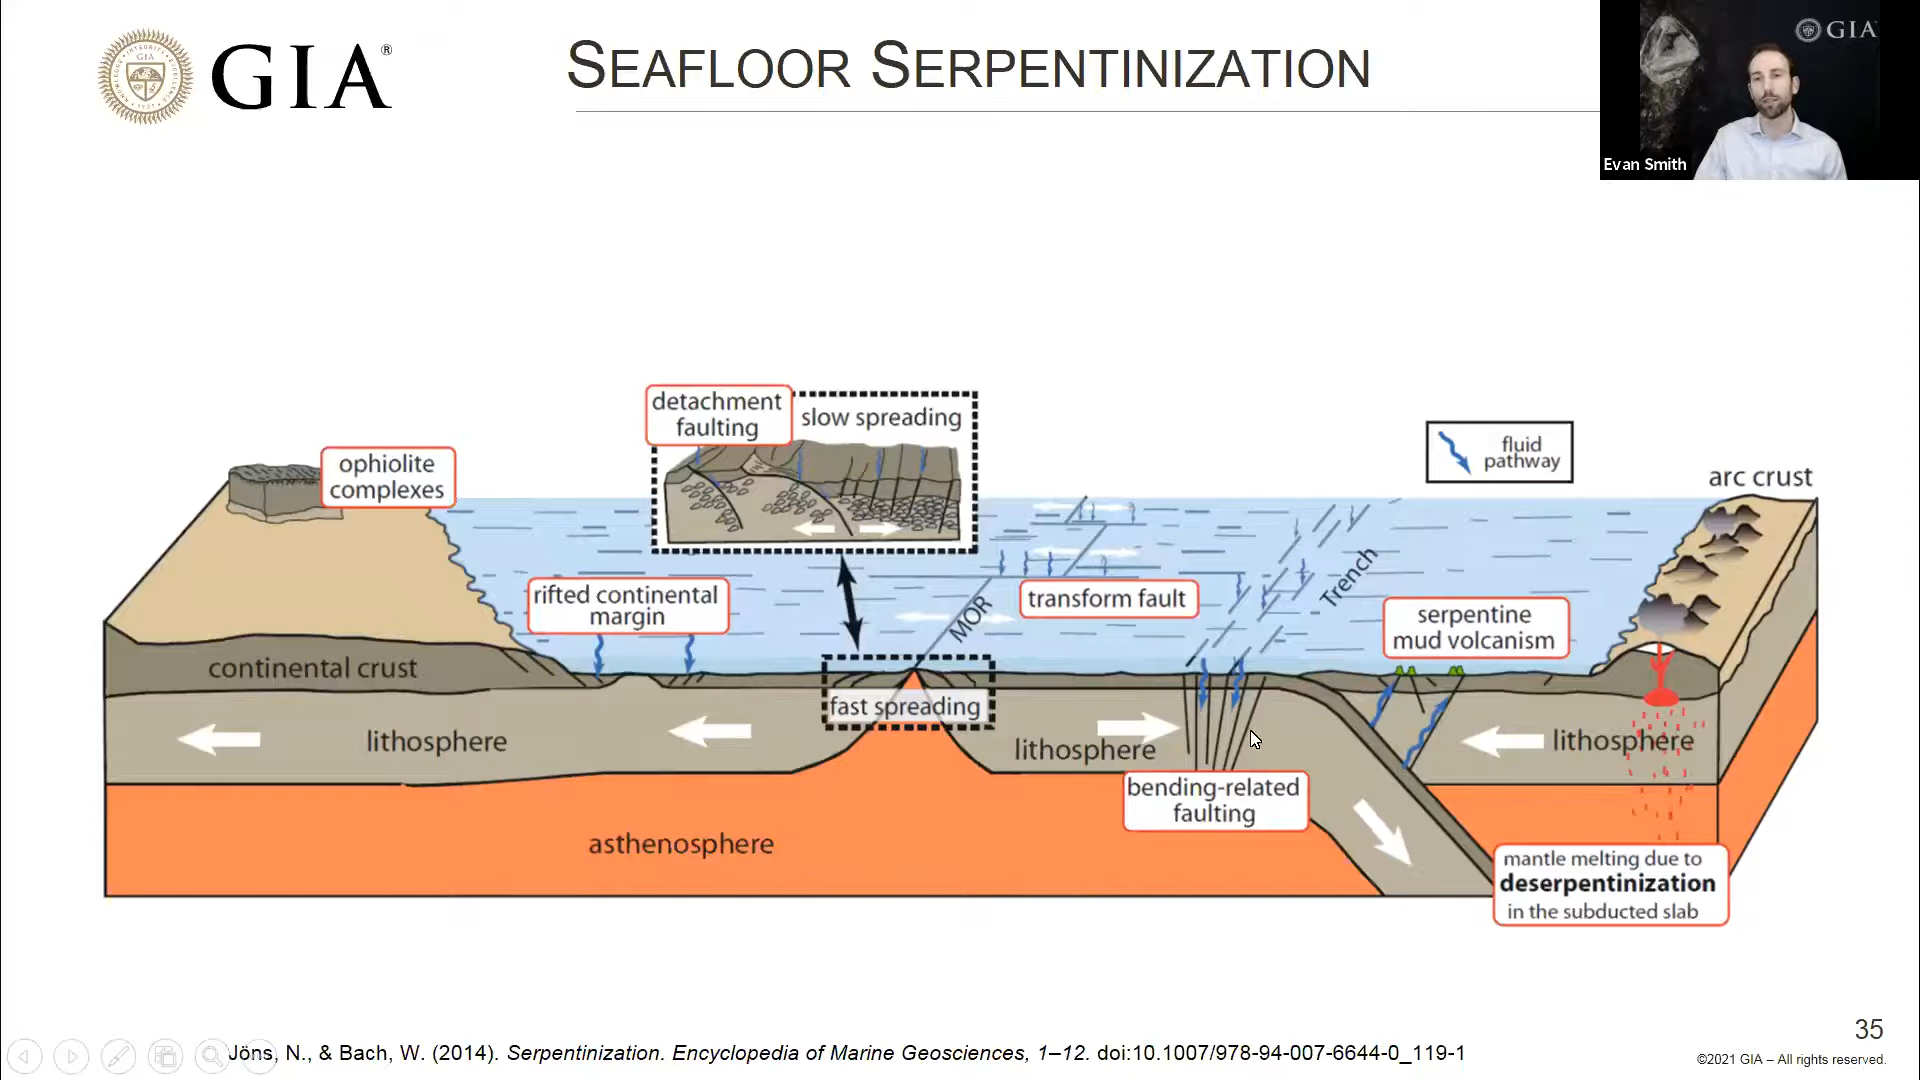 GIA®
SEAFLOOR SERPENTINIZATION
GIA
Evan Smith
detachment
faulting
slow spreading
ophiolite
complexes
fluid
pathway
arc crust
rifted continental
margin
MOR
transform fault
Trench
serpentine
mud volcanism
continental crust
fast spreading
lithosphere
lithosphere
lithosphere
bending-related
faulting
asthenosphere
mantle melting due to
deserpentinization
in the subducted slab
35
Jöns, N., & Bach, W. (2014). Serpentinization. Encyclopedia of Marine Geosciences, 1–12. doi:10.1007/978-94-007-6644-0_119-1
©2021 GIA – All rights reserved.